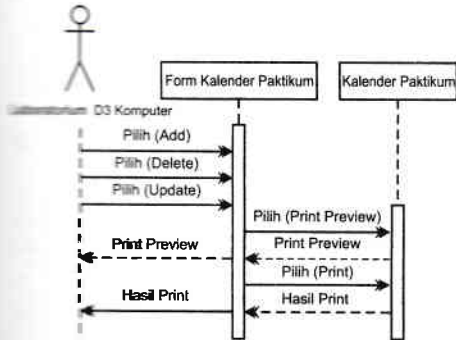 Form Kalender Paktikum
Kalender Paktikum
D3 Komputer
Pilih (Add)
Pilih (Delete)
Pilih (Update)
Pilih (Print Preview)
Print Preview
Print Preview
Pilih (Print)
Hasil Print
Hasil Print